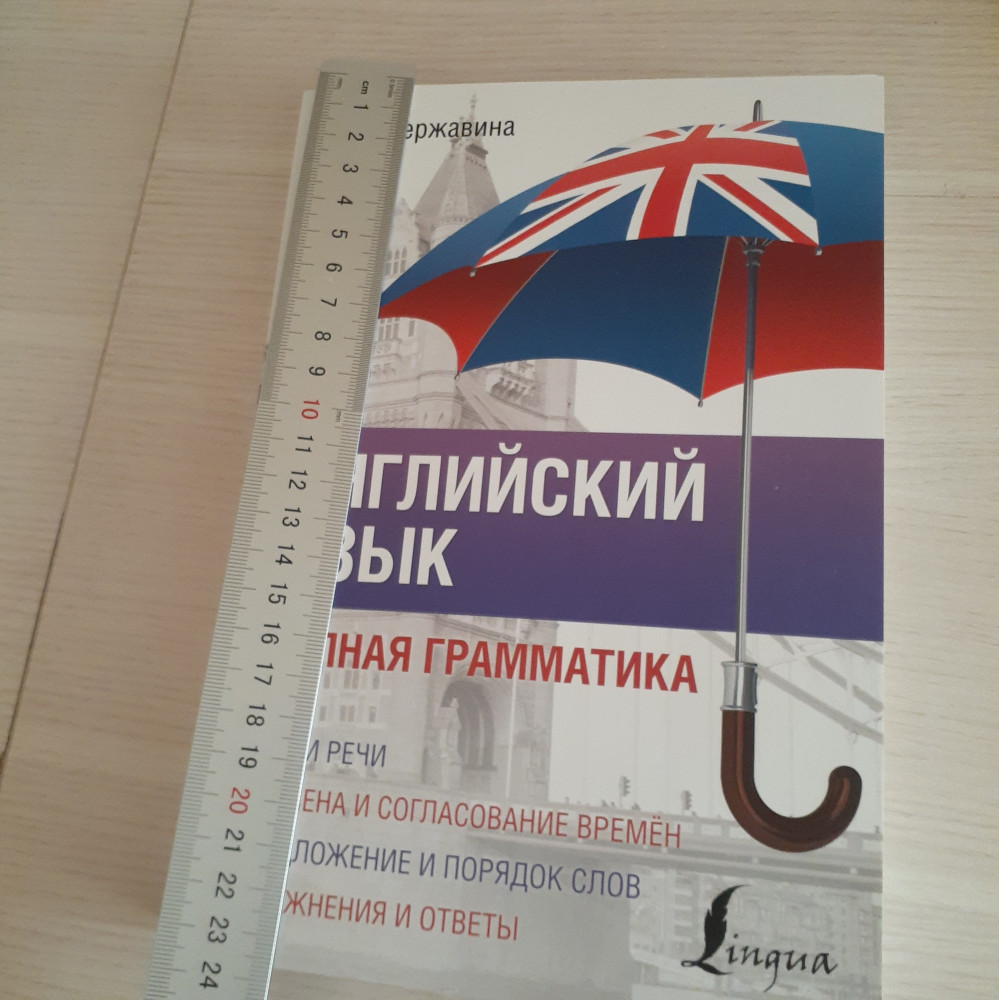 cm 1 2 3 4 5 6 7 8 9 10 11 12 13 14 15 16 17 18 19 20 21 22 23 24
ержавина
НГЛИЙСКИЙ
ЗЫК
ЛНАЯ ГРАММАТИКА
И РЕЧИ
ЕНА И СОГЛАСОВАНИЕ ВРЕМЁН
ЛОЖЕНИЕ И ПОРЯДОК СЛОВ
ЖНЕНИЯ И ОТВЕТЫ
Lingua